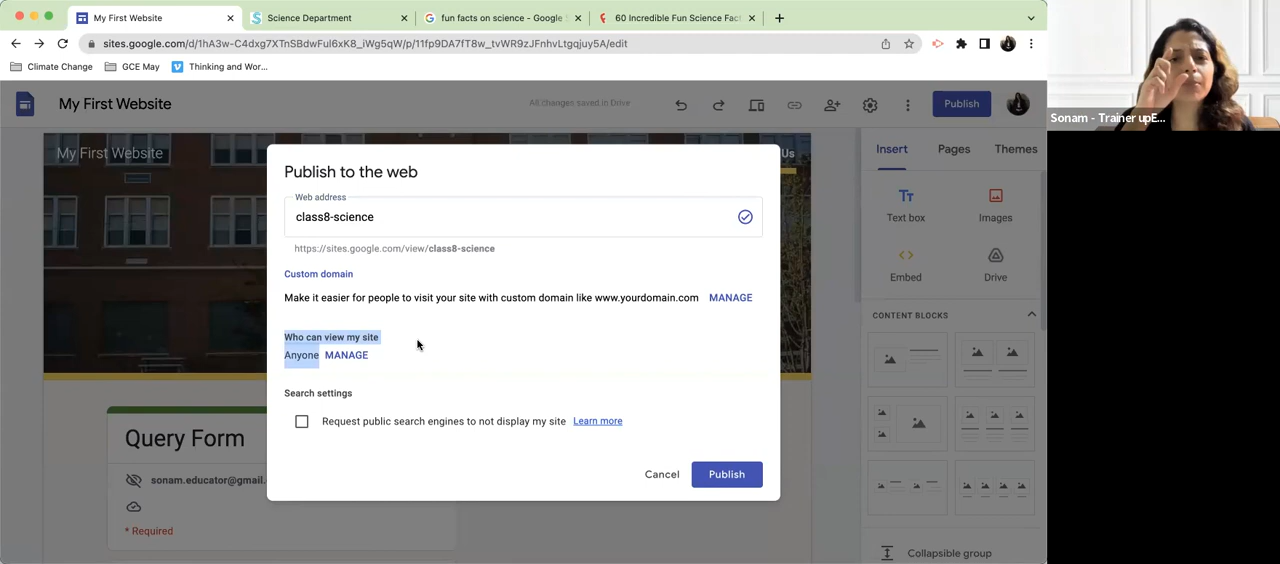 My First Website
Science Department
fun facts on science - Google S
60 Incredible Fun Science Fact
sites.google.com/d/1hA3w-C4dxg7XTnSBdwFul6xK8_iWg5qW/p/11fp9DA7fT8w_tvWR9zJFnhvLtgqjuy5A/edit
Climate Change
GCE May
Thinking and Wor...
Sonam - Trainer upE...
My First Website
All changes saved in Drive
Publish
My First Website
Us
Insert
Pages
Themes
Publish to the web
Web address
class8-science
https://sites.google.com/view/class8-science
Custom domain
Make it easier for people to visit your site with custom domain like www.yourdomain.com MANAGE
Who can view my site
Anyone MANAGE
Search settings
Request public search engines to not display my site Learn more
Cancel
Publish
Text box
Images
Embed
Drive
CONTENT BLOCKS
Collapsible group
Query Form
sonam.educator@gmail.
* Required